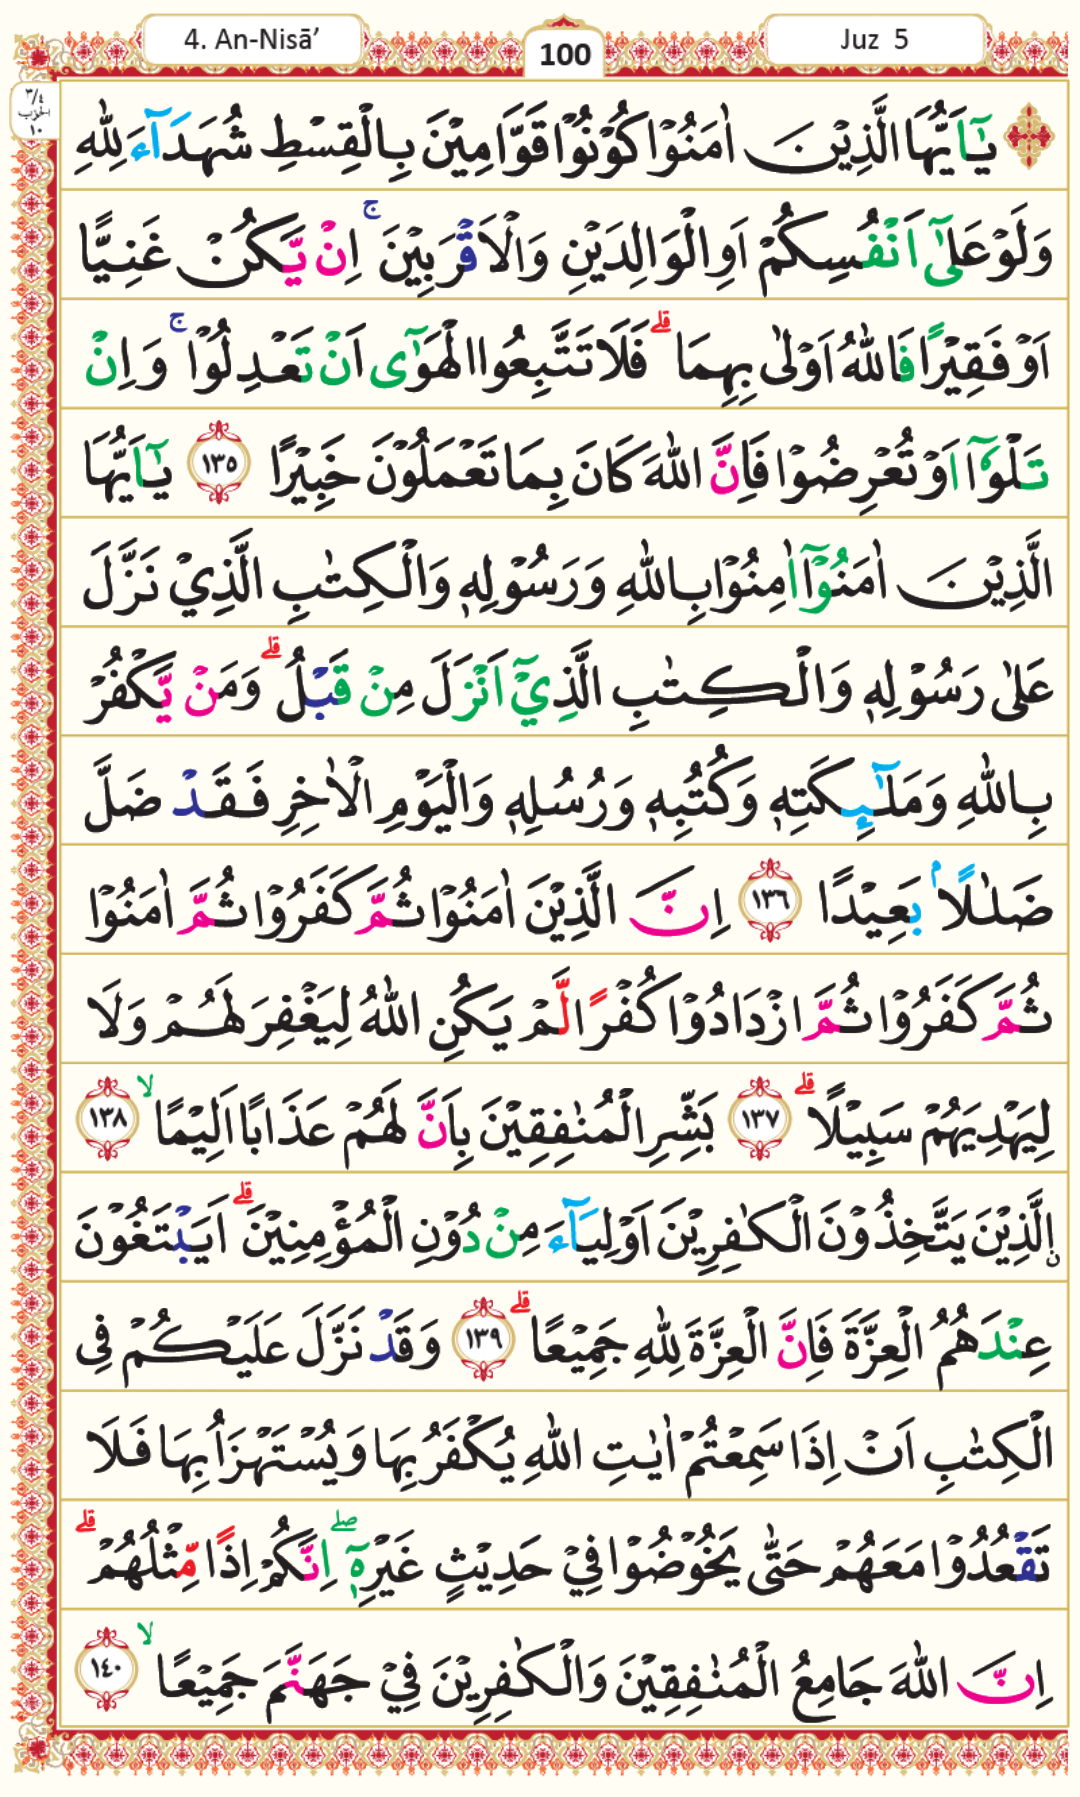 4. An-Nisā’
100
Juz 5
٣/٤
الحزب
١٠
۞ يٰٓاَيُّهَا الَّذِيْنَ اٰمَنُوْا كُوْنُوْا قَوَّامِيْنَ بِالْقِسْطِ شُهَدَاۤءَ لِلّٰهِ
وَلَوْ عَلٰٓى اَنْفُسِكُمْ اَوِ الْوَالِدَيْنِ وَالْاَقْرَبِيْنَ ۚ اِنْ يَّكُنْ غَنِيًّا
اَوْ فَقِيْرًا فَاللّٰهُ اَوْلٰى بِهِمَا ۗ فَلَا تَتَّبِعُوا الْهَوٰٓى اَنْ تَعْدِلُوْا ۚ وَاِنْ
تَلْوٗٓا اَوْ تُعْرِضُوْا فَاِنَّ اللّٰهَ كَانَ بِمَا تَعْمَلُوْنَ خَبِيْرًا ١٣٥ يٰٓاَيُّهَا
الَّذِيْنَ اٰمَنُوْٓا اٰمِنُوْا بِاللّٰهِ وَرَسُوْلِهٖ وَالْكِتٰبِ الَّذِيْ نَزَّلَ
عَلٰى رَسُوْلِهٖ وَالْكِتٰبِ الَّذِيْٓ اَنْزَلَ مِنْ قَبْلُ ۗ وَمَنْ يَّكْفُرْ
بِاللّٰهِ وَمَلٰۤىِٕكَتِهٖ وَكُتُبِهٖ وَرُسُلِهٖ وَالْيَوْمِ الْاٰخِرِ فَقَدْ ضَلَّ
ضَلٰلًا ۢ بَعِيْدًا ١٣٦ اِنَّ الَّذِيْنَ اٰمَنُوْا ثُمَّ كَفَرُوْا ثُمَّ اٰمَنُوْا
ثُمَّ كَفَرُوْا ثُمَّ ازْدَادُوْا كُفْرًا لَّمْ يَكُنِ اللّٰهُ لِيَغْفِرَ لَهُمْ وَلَا
لِيَهْدِيَهُمْ سَبِيْلًا ۗ ١٣٧ بَشِّرِ الْمُنٰفِقِيْنَ بِاَنَّ لَهُمْ عَذَابًا اَلِيْمًا ۙ ١٣٨
ۨالَّذِيْنَ يَتَّخِذُوْنَ الْكٰفِرِيْنَ اَوْلِيَاۤءَ مِنْ دُوْنِ الْمُؤْمِنِيْنَ ۗ اَيَبْتَغُوْنَ
عِنْدَهُمُ الْعِزَّةَ فَاِنَّ الْعِزَّةَ لِلّٰهِ جَمِيْعًا ۗ ١٣٩ وَقَدْ نَزَّلَ عَلَيْكُمْ فِى
الْكِتٰبِ اَنْ اِذَا سَمِعْتُمْ اٰيٰتِ اللّٰهِ يُكْفَرُ بِهَا وَيُسْتَهْزَاُ بِهَا فَلَا
تَقْعُدُوْا مَعَهُمْ حَتّٰى يَخُوْضُوْا فِيْ حَدِيْثٍ غَيْرِهٖٓ ۖ اِنَّكُمْ اِذًا مِّثْلُهُمْ ۗ
اِنَّ اللّٰهَ جَامِعُ الْمُنٰفِقِيْنَ وَالْكٰفِرِيْنَ فِيْ جَهَنَّمَ جَمِيْعًا ۙ ١٤٠